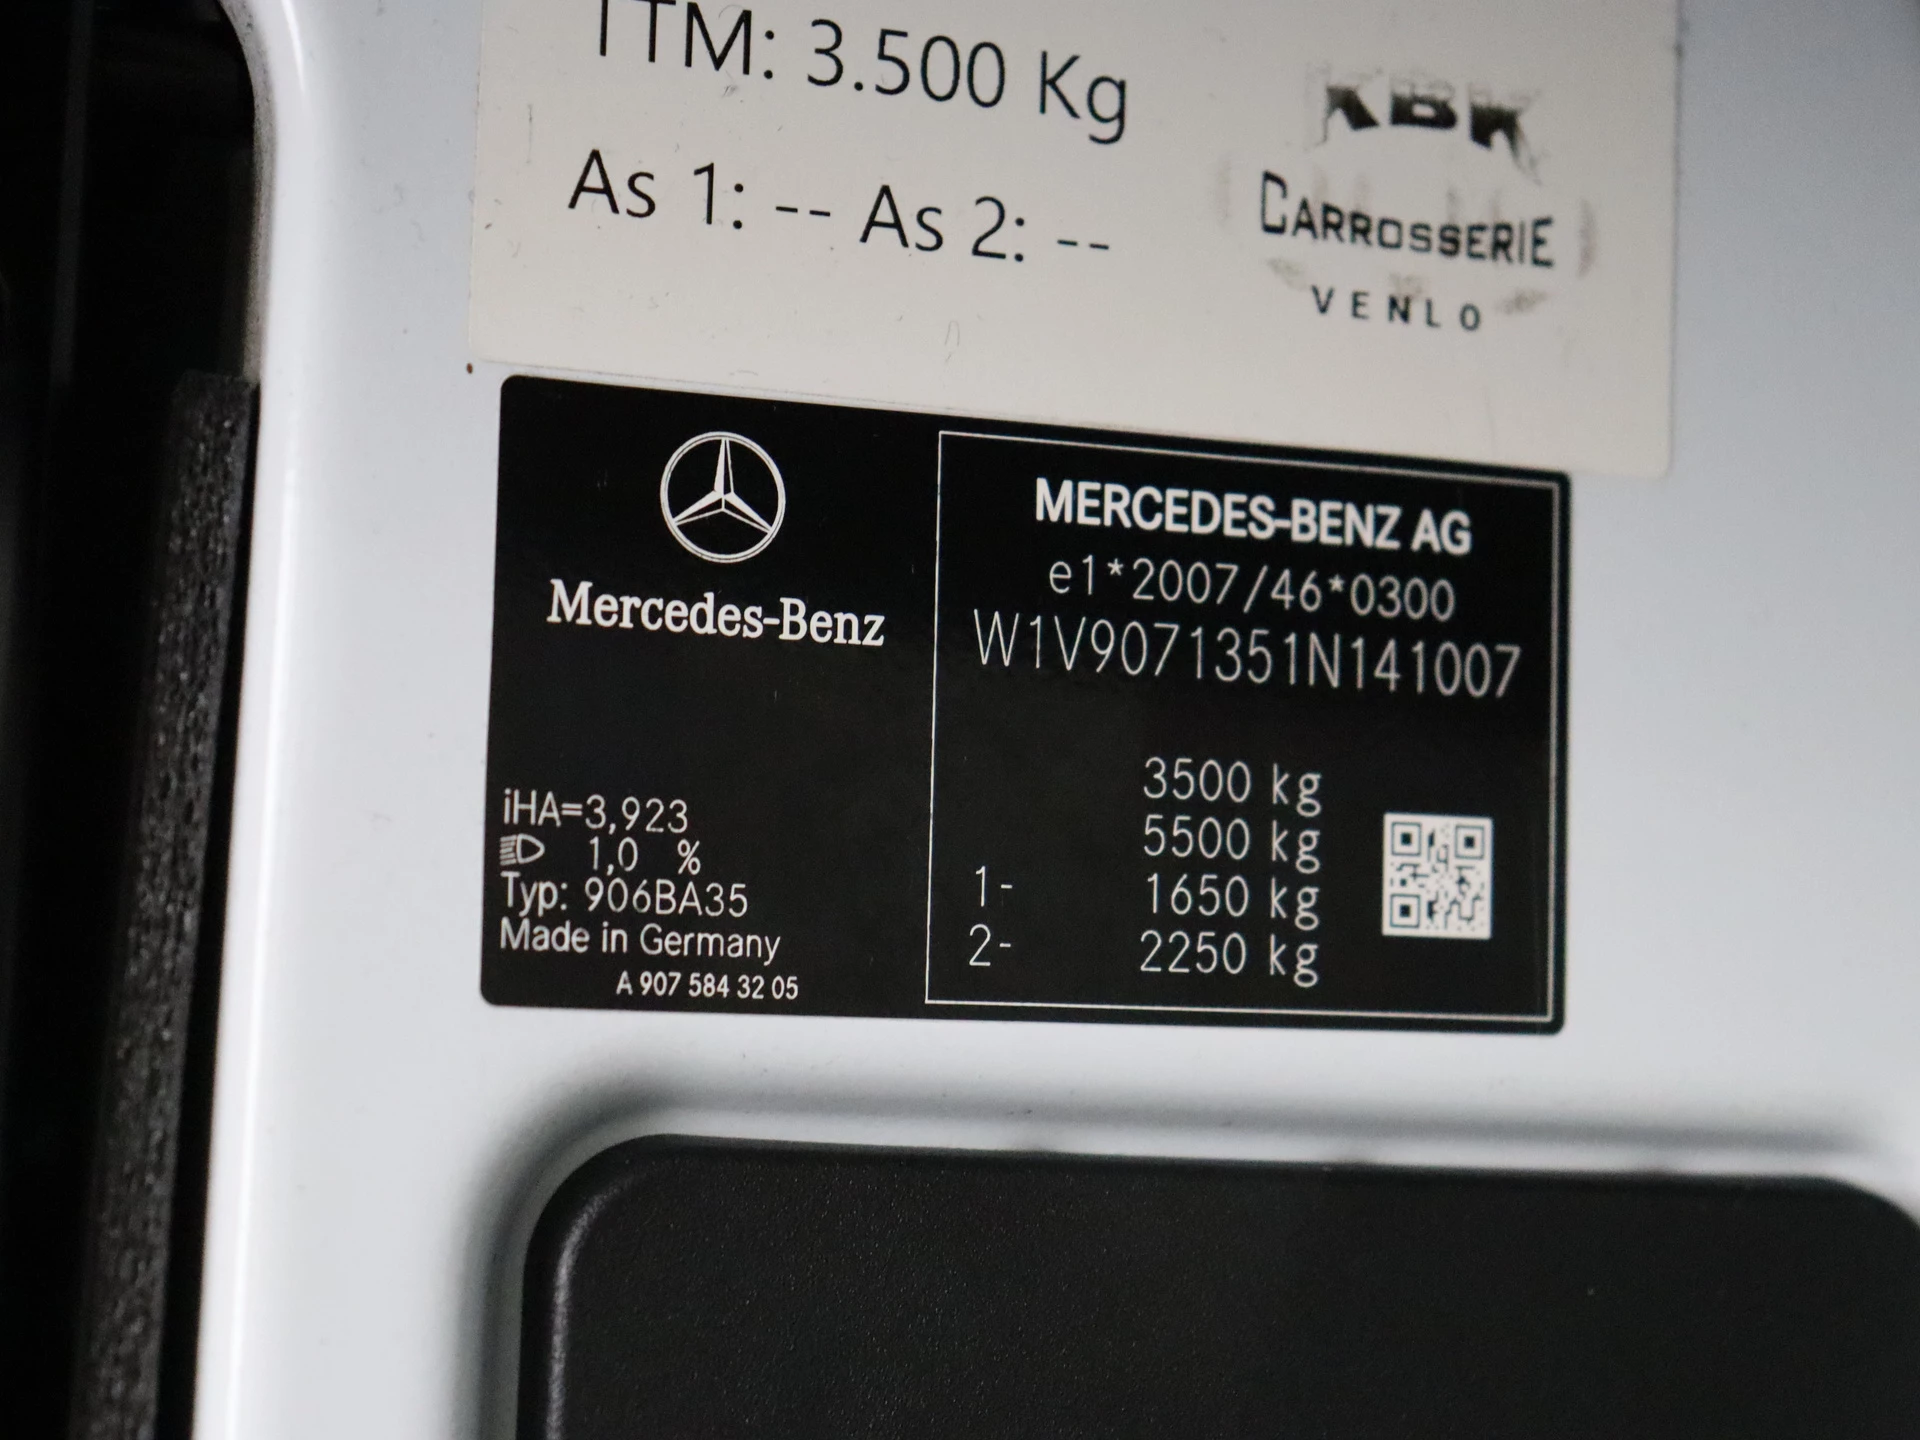 TTM: 3.500 Kg
As 1: -- As 2: --
KBK
CARROSSERIE
VENLO
Mercedes-Benz
iHA=3,923
1,0 %
Typ: 906BA35
Made in Germany
A 907 584 32 05
MERCEDES-BENZ AG
e1*2007/46*0300
W1V9071351N141007
3500 kg
5500 kg
1- 1650 kg
2- 2250 kg